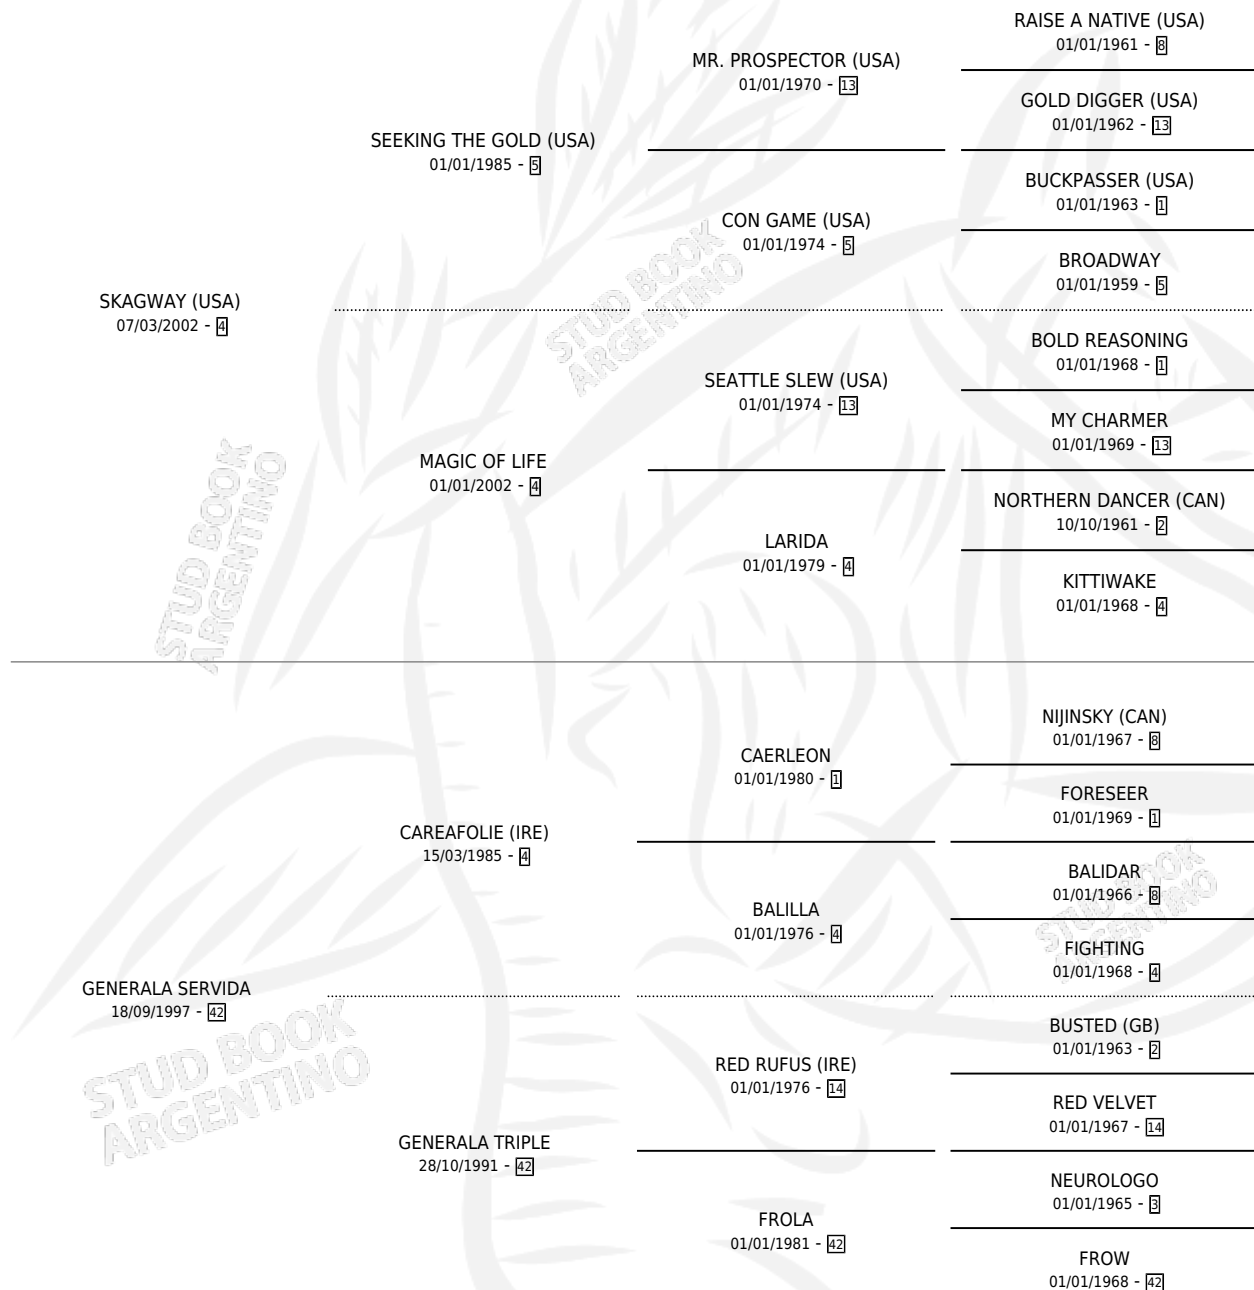 RAISE A NATIVE (USA)
01/01/1961 - 8
MR. PROSPECTOR (USA)
01/01/1970 - 13
GOLD DIGGER (USA)
01/01/1962 - 13
SEEKING THE GOLD (USA)
01/01/1985 - 5
BUCKPASSER (USA)
01/01/1963 - 1
CON GAME (USA)
01/01/1974 - 5
BROADWAY
01/01/1959 - 5
SKAGWAY (USA)
07/03/2002 - 4
BOLD REASONING
01/01/1968 - 1
SEATTLE SLEW (USA)
01/01/1974 - 13
MY CHARMER
01/01/1969 - 13
MAGIC OF LIFE
01/01/2002 - 4
NORTHERN DANCER (CAN)
10/10/1961 - 2
LARIDA
01/01/1979 - 4
KITTIWAKE
01/01/1968 - 4
STUD BOOK
ARGENTINO
STUD BOOK
ARGENTINO
NIJINSKY (CAN)
01/01/1967 - 8
CAERLEON
01/01/1980 - 1
FORESEER
01/01/1969 - 1
CAREAFOLIE (IRE)
15/03/1985 - 4
BALIDAR
01/01/1966 - 8
BALILLA
01/01/1976 - 4
FIGHTING
01/01/1968 - 4
STUD BOOK
ARGENTINO
GENERALA SERVIDA
18/09/1997 - 42
BUSTED (GB)
01/01/1963 - 2
RED RUFUS (IRE)
01/01/1976 - 14
RED VELVET
01/01/1967 - 14
STUD BOOK
ARGENTINO
GENERALA TRIPLE
28/10/1991 - 42
NEUROLOGO
01/01/1965 - 3
FROLA
01/01/1981 - 42
FROW
01/01/1968 - 42